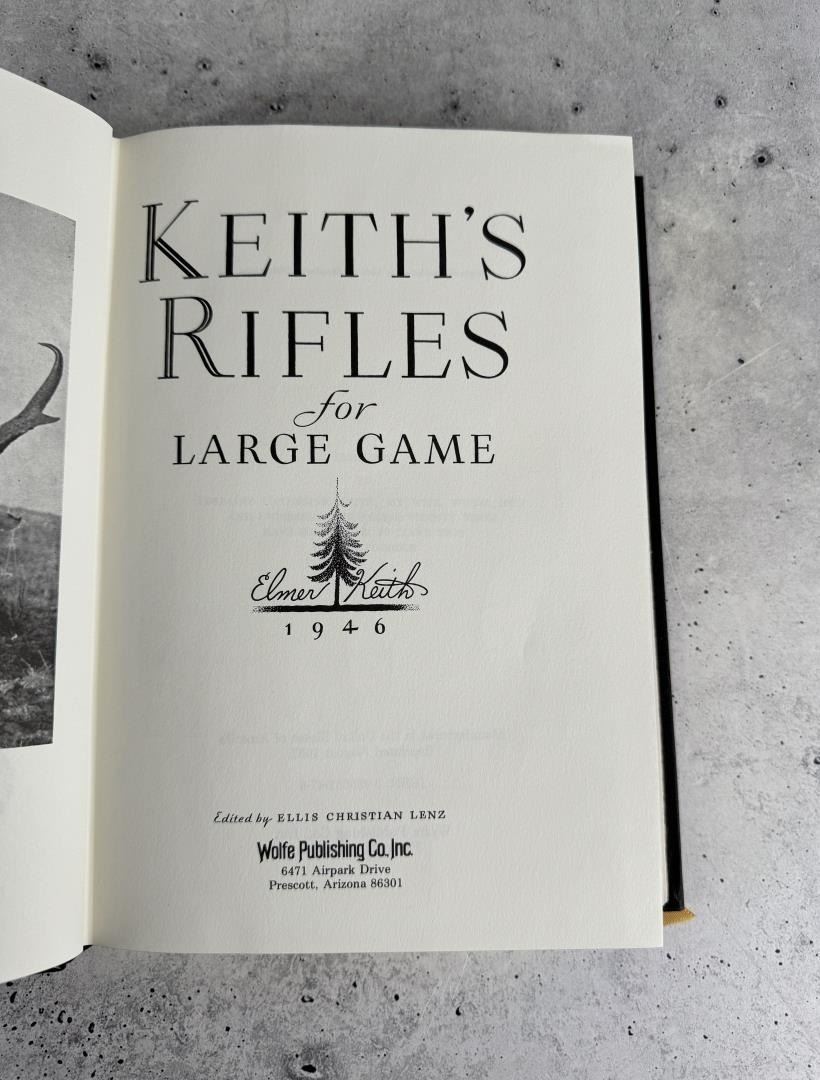 KEITH'S
RIFLES
for
LARGE GAME
Elmer Keith
1946
Edited by ELLIS CHRISTIAN LENZ
Wolfe Publishing Co., Inc.
6471 Airpark Drive
Prescott, Arizona 86301